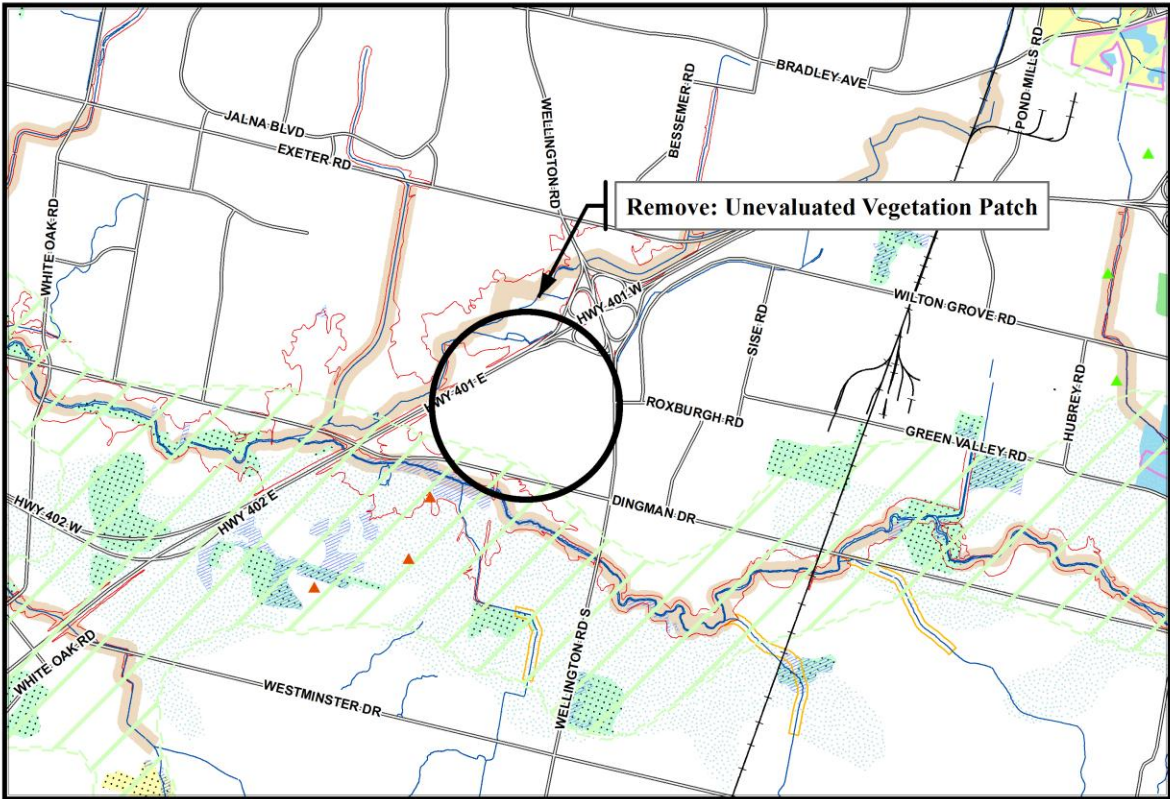 BRADLEY AVE
POND MILLS RD
BESSEMER RD
WELLINGTON RD
JALNA BLVD
EXETER RD
WHITE OAK RD
Remove: Unevaluated Vegetation Patch
HWY 401 W
WILTON GROVE RD
SISE RD
HUBREY RD
HWY 401 E
ROXBURGH RD
GREEN VALLEY RD
DINGMAN DR
HWY 402 W
HWY 402 E
WHITE OAK RD
WELLINGTON RD S
WESTMINSTER DR